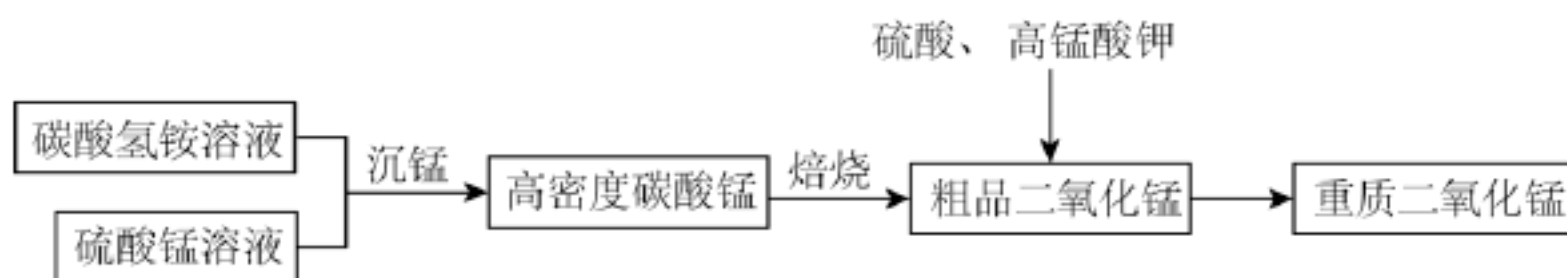 硫酸、高锰酸钾
碳酸氢铵溶液
沉锰
高密度碳酸锰
焙烧
粗品二氧化锰
重质二氧化锰
硫酸锰溶液